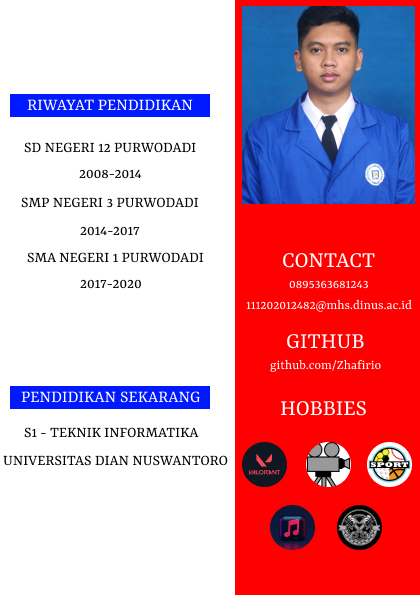 RIWAYAT PENDIDIKAN
SD NEGERI 12 PURWODADI
2008-2014
SMP NEGERI 3 PURWODADI
2014-2017
SMA NEGERI 1 PURWODADI
2017-2020
PENDIDIKAN SEKARANG
S1 - TEKNIK INFORMATIKA
UNIVERSITAS DIAN NUSWANTORO
CONTACT
0895363681243
111202012482@mhs.dinus.ac.id
GITHUB
github.com/Zhafirio
HOBBIES
VALORANT
SPORT